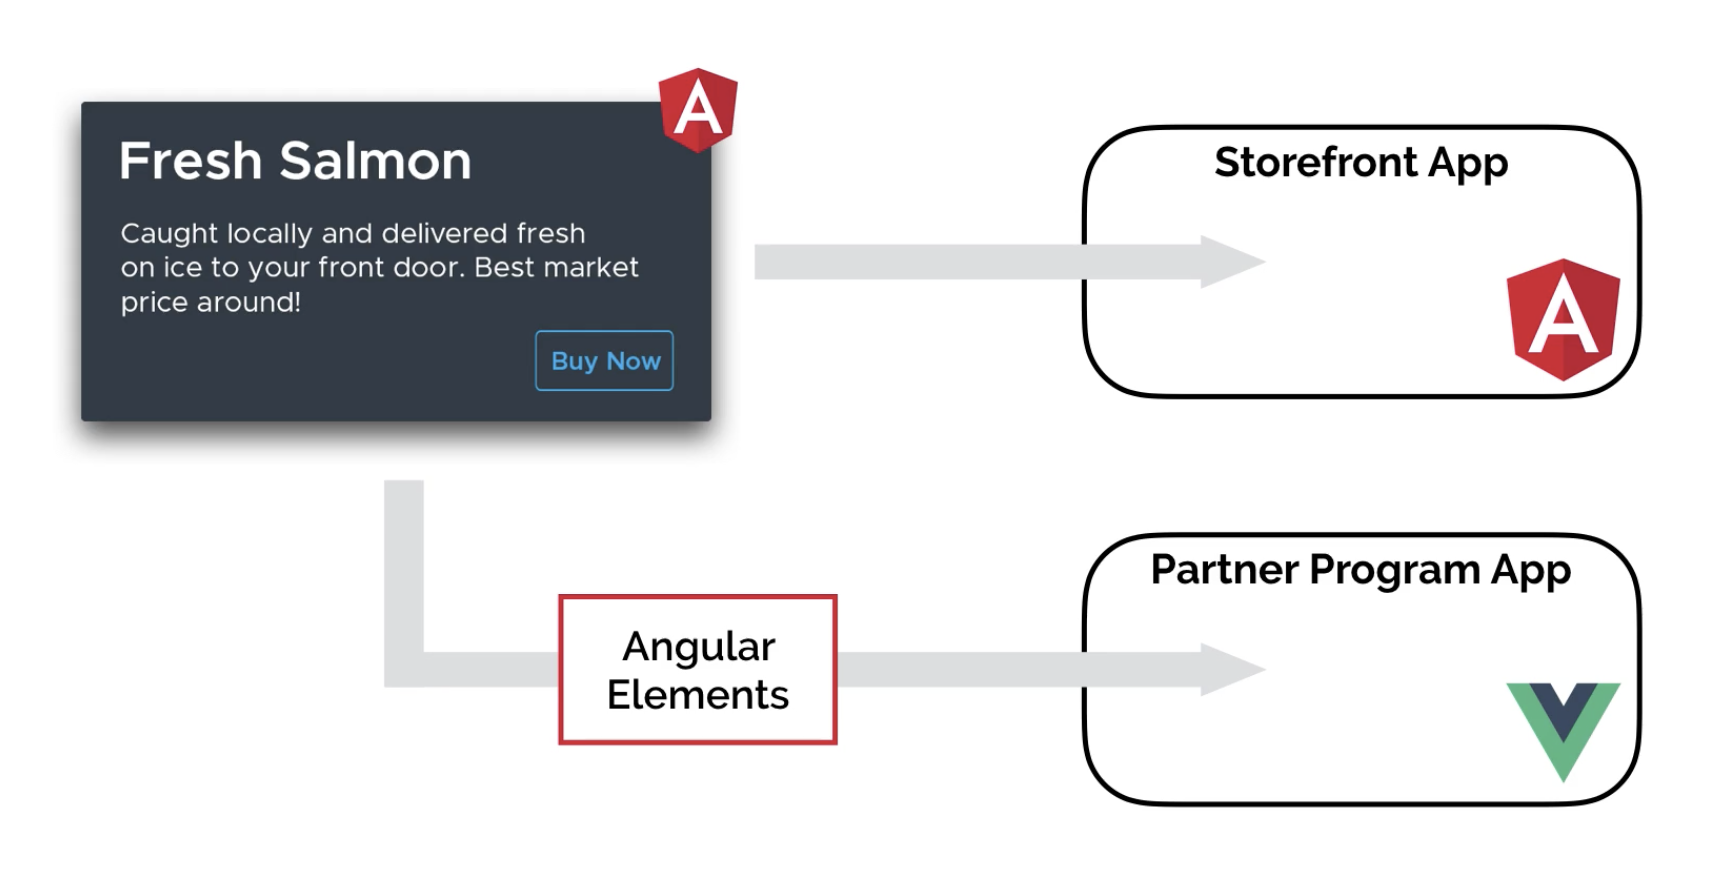 Fresh Salmon
Caught locally and delivered fresh
on ice to your front door. Best market
price around!
Buy Now
Storefront App
Angular
Elements
Partner Program App